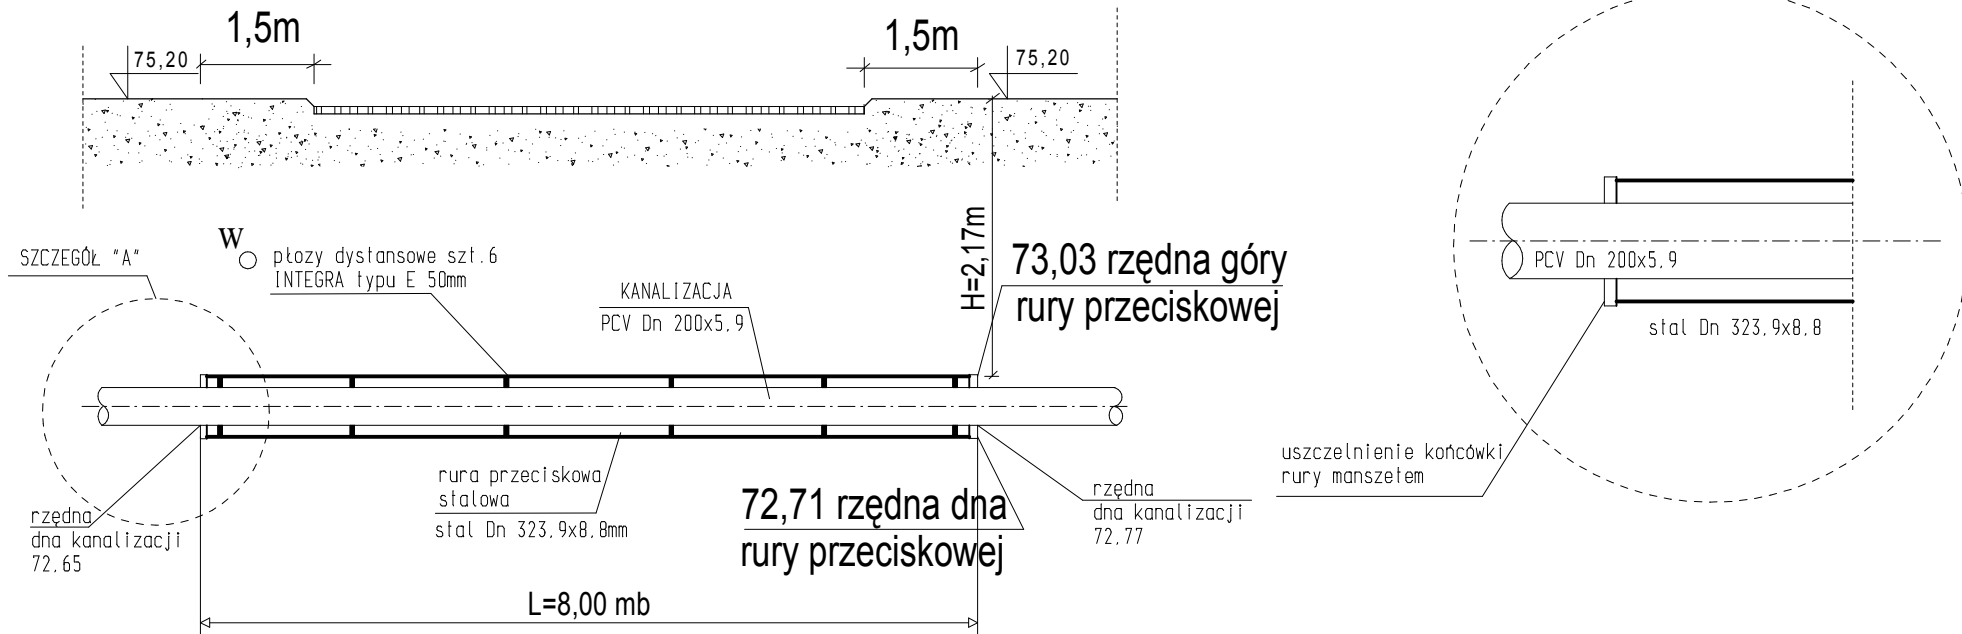 1,5m
75,20
1,5m
75,20
SZCZEGÓŁ "A"
W
płozy dystansowe szt.6
INTEGRA typu E 50mm
KANALIZACJA
PCV Dn 200x5,9
H=2,17m
73,03 rzędna góry
rury przeciskowej
rura przeciskowa
stalowa
stal Dn 323,9x8,8mm
72,71 rzędna dna
rury przeciskowej
rzędna
dna kanalizacji
72,65
rzędna
dna kanalizacji
72,77
L=8,00 mb
PCV Dn 200x5,9
stal Dn 323,9x8,8
uszczelnienie końcówki
rury manszetem